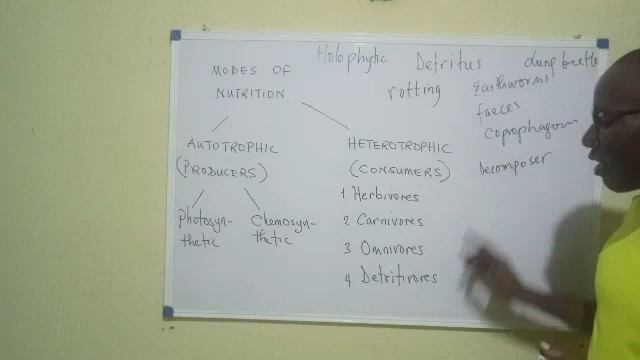 Holophytic Detritus dung beetle
MODES OF
NUTRITION
rotting
Earthworms
faeces
coprophagous
Decomposer
AUTOTROPHIC
(PRODUCERS)
HETEROTROPHIC
(CONSUMERS)
Photosyn-
thetic
Chemosyn-
thetic
1 Herbivores
2 Carnivores
3 Omnivores
4 Detritivores